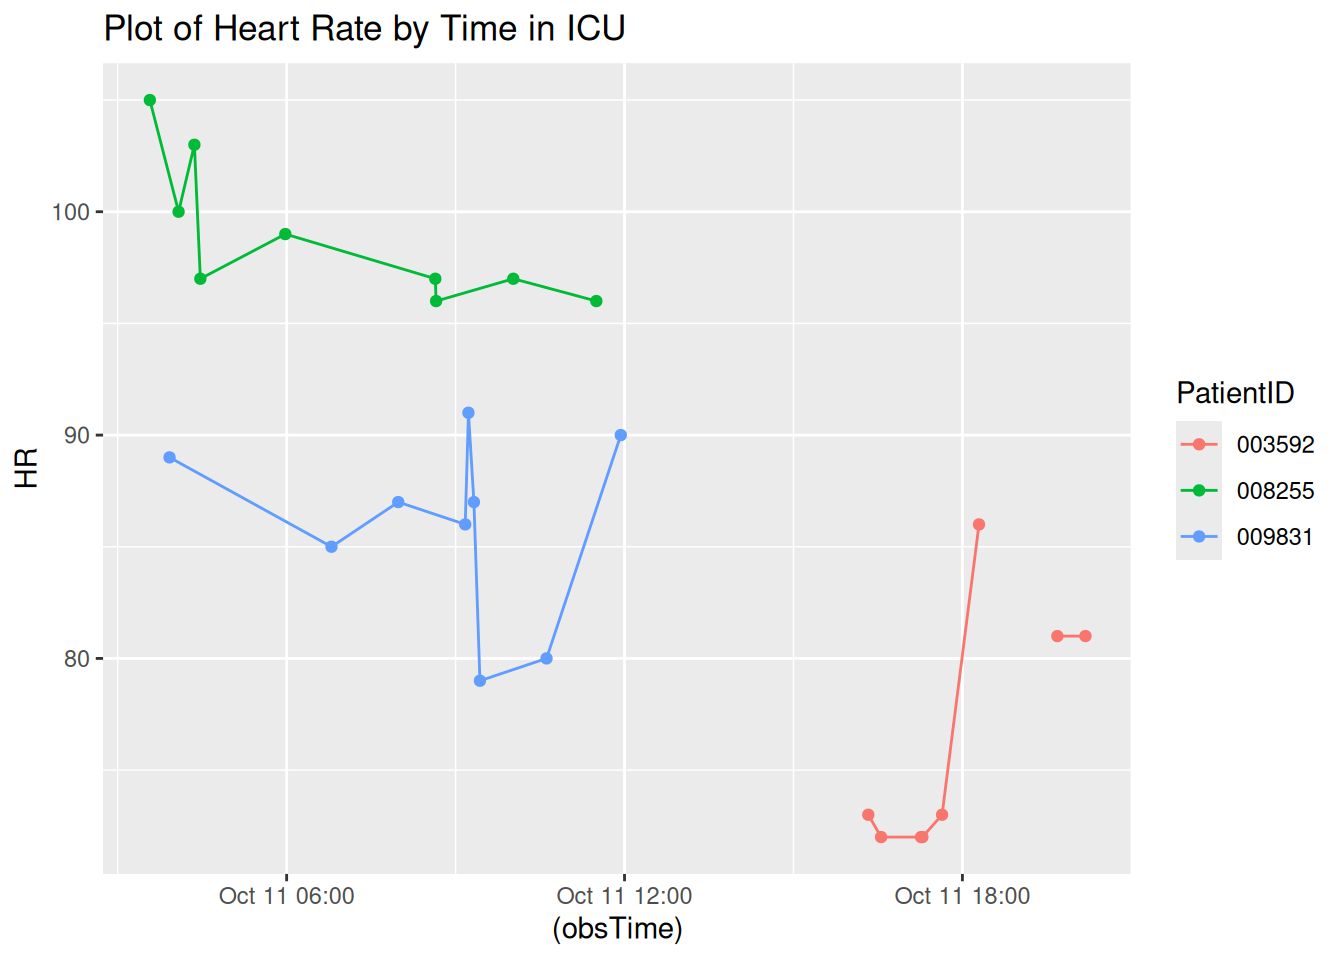 Plot of Heart Rate by Time in ICU
100
90
80
HR
Oct 11 06:00
Oct 11 12:00
Oct 11 18:00
(obsTime)
PatientID
003592
008255
009831